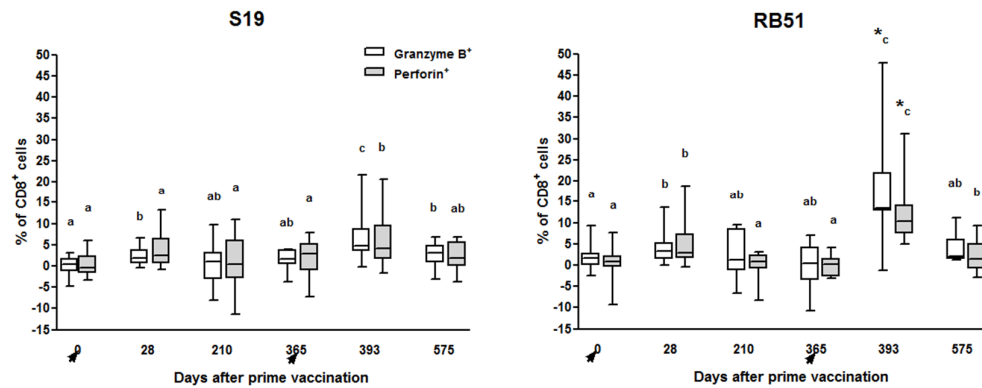 S19
50
45
40
35
30
25
20
15
10
5
0
-5
-10
-15
% of CD8⁺ cells
Granzyme B⁺
Perforin⁺
a a
b a
ab a
ab a
c b
b ab
0 28 210 365 393 575
Days after prime vaccination
RB51
50
45
40
35
30
25
20
15
10
5
0
-5
-10
-15
% of CD8⁺ cells
a a
b b
ab a
ab a
*c *c
ab b
0 28 210 365 393 575
Days after prime vaccination